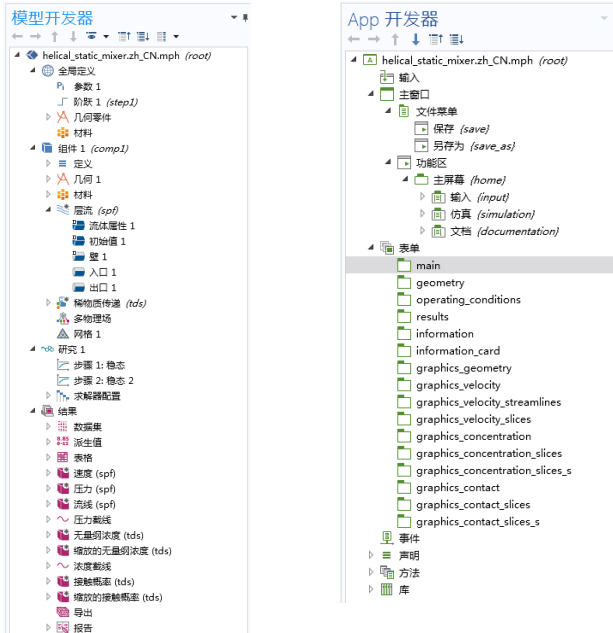 模型开发器
helical_static_mixer.zh_CN.mph (root)
全局定义
Pi 参数 1
阶跃 1 (step1)
几何零件
材料
组件 1 (comp1)
定义
几何 1
材料
层流 (spf)
流体属性 1
初始值 1
壁 1
入口 1
出口 1
稀物质传递 (tds)
多物理场
网格 1
研究 1
步骤 1: 稳态
步骤 2: 稳态 2
求解器配置
结果
数据集
8.85
e-12 派生值
表格
速度 (spf)
压力 (spf)
流线 (spf)
压力截线
无量纲浓度 (tds)
缩放的无量纲浓度 (tds)
浓度截线
接触概率 (tds)
缩放的接触概率 (tds)
导出
报告
App 开发器
A helical_static_mixer.zh_CN.mph (root)
输入
主窗口
文件菜单
保存 {save}
另存为 {save_as}
功能区
主屏幕 {home}
输入 {input}
仿真 {simulation}
文档 {documentation}
表单
main
geometry
operating_conditions
results
information
information_card
graphics_geometry
graphics_velocity
graphics_velocity_streamlines
graphics_velocity_slices
graphics_concentration
graphics_concentration_slices
graphics_concentration_slices_s
graphics_contact
graphics_contact_slices
graphics_contact_slices_s
事件
声明
方法
库